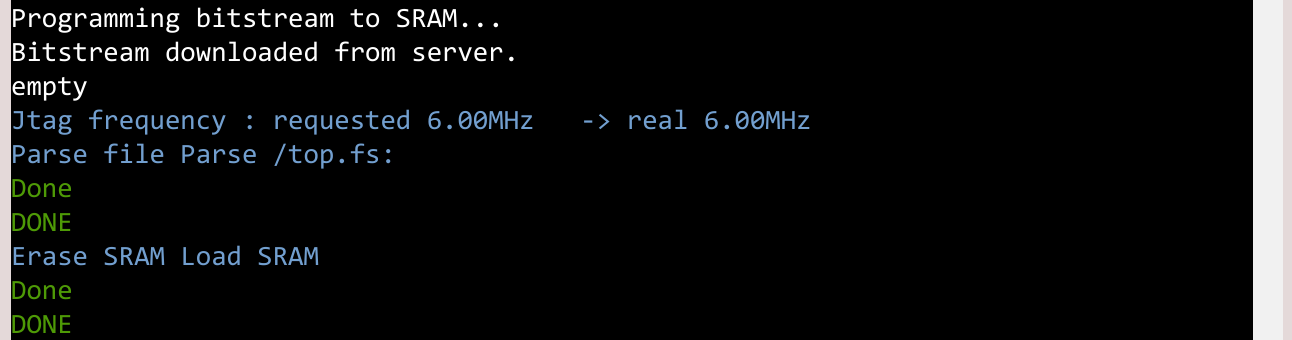 Programming bitstream to SRAM...
Bitstream downloaded from server.
empty
Jtag frequency : requested 6.00MHz   -> real 6.00MHz
Parse file Parse /top.fs:
Done
DONE
Erase SRAM Load SRAM
Done
DONE